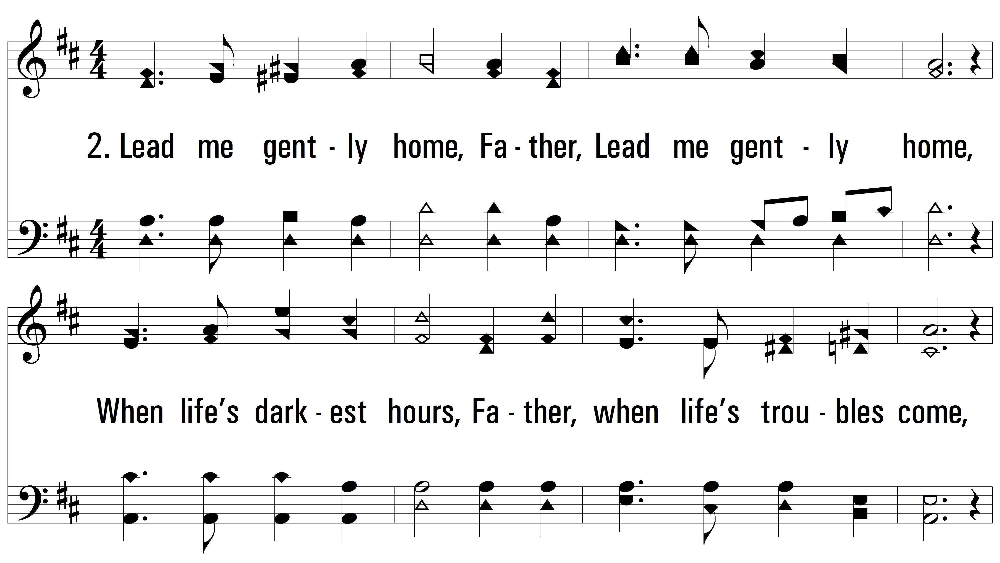 2. Lead me gent - ly home, Fa - ther, Lead me gent - ly home,
When life’s dark - est hours, Fa - ther, when life’s trou - bles come,